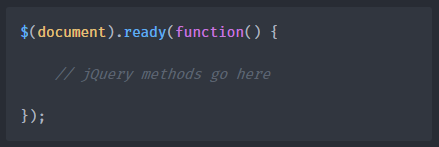 $(document).ready(function() {
// jQuery methods go here
});